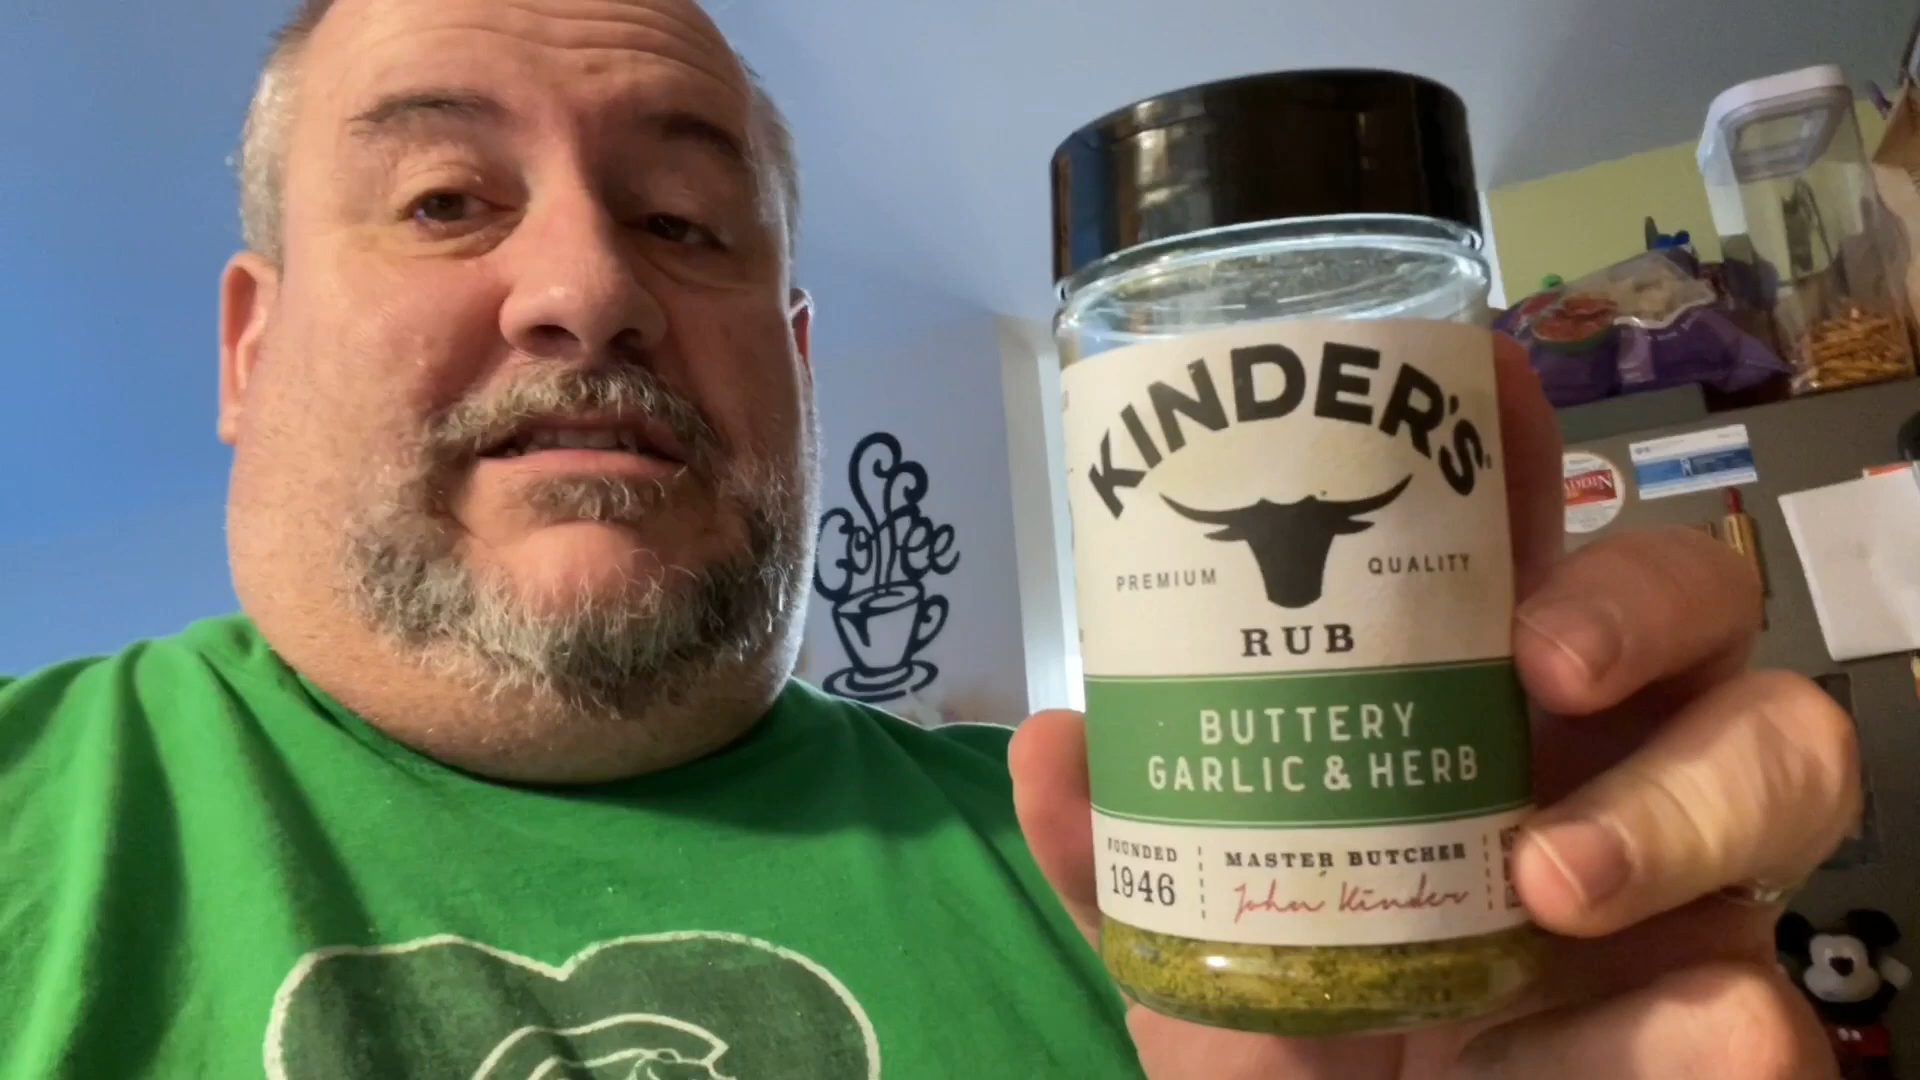 Coffee
KINDER'S
PREMIUM QUALITY
RUB
BUTTERY
GARLIC & HERB
FOUNDED
1946
MASTER BUTCHER
John Kinder